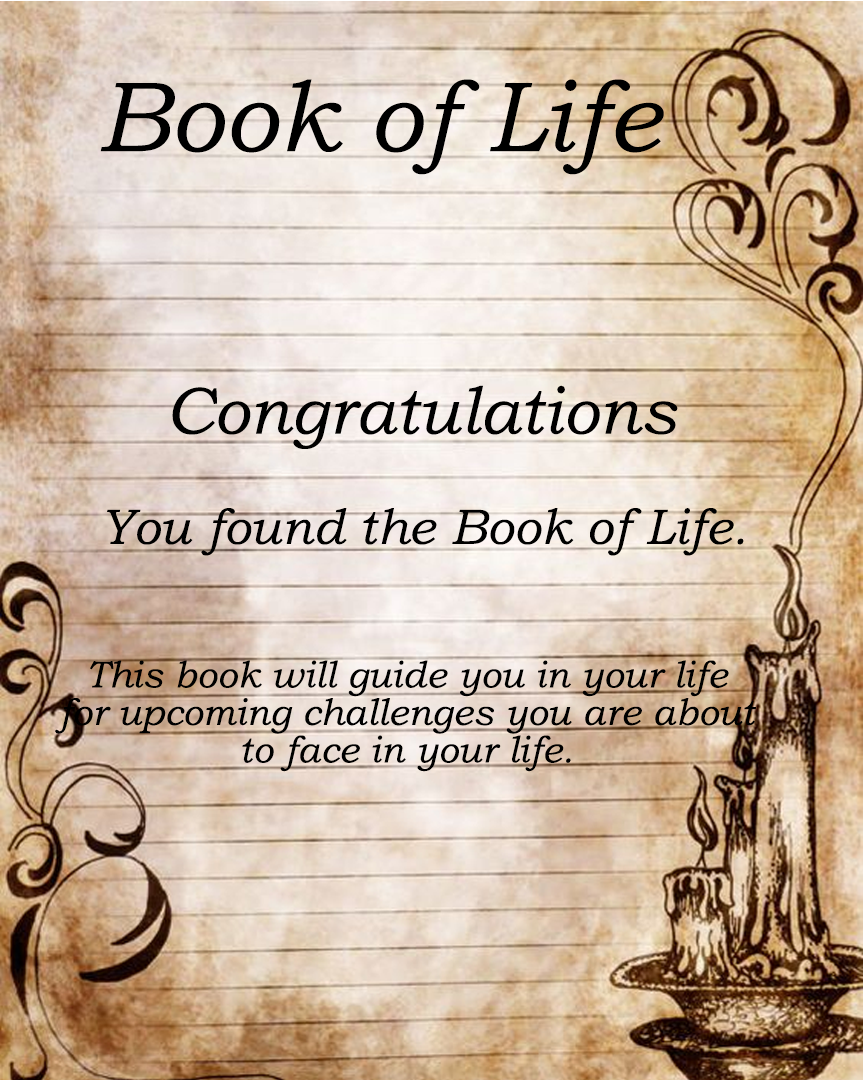 Book of Life
Congratulations
You found the Book of Life.
This book will guide you in your life
for upcoming challenges you are about
to face in your life.